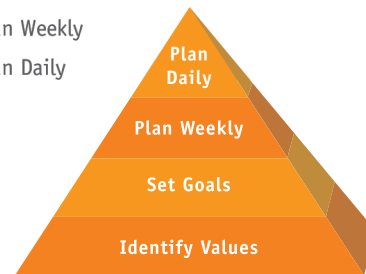 n Weekly
n Daily
Plan
Daily
Plan Weekly
Set Goals
Identify Values